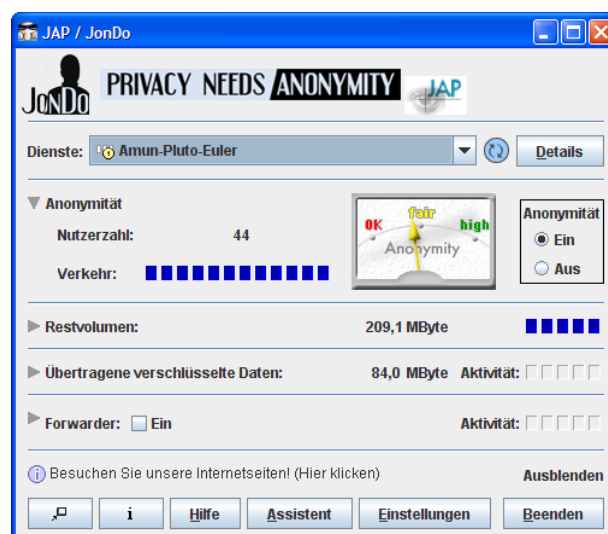 JAP / JonDo
JONDO PRIVACY NEEDS ANONYMITY JAP
Dienste: Amun-Pluto-Euler Details
Anonymität
Nutzerzahl: 44
Verkehr:
OK fair high
Anonymity
Anonymität
Ein
Aus
Restvolumen: 209,1 MByte
Übertragene verschlüsselte Daten: 84,0 MByte Aktivität:
Forwarder: Ein Aktivität:
Besuchen Sie unsere Internetseiten! (Hier klicken) Ausblenden
i Hilfe Assistent Einstellungen Beenden